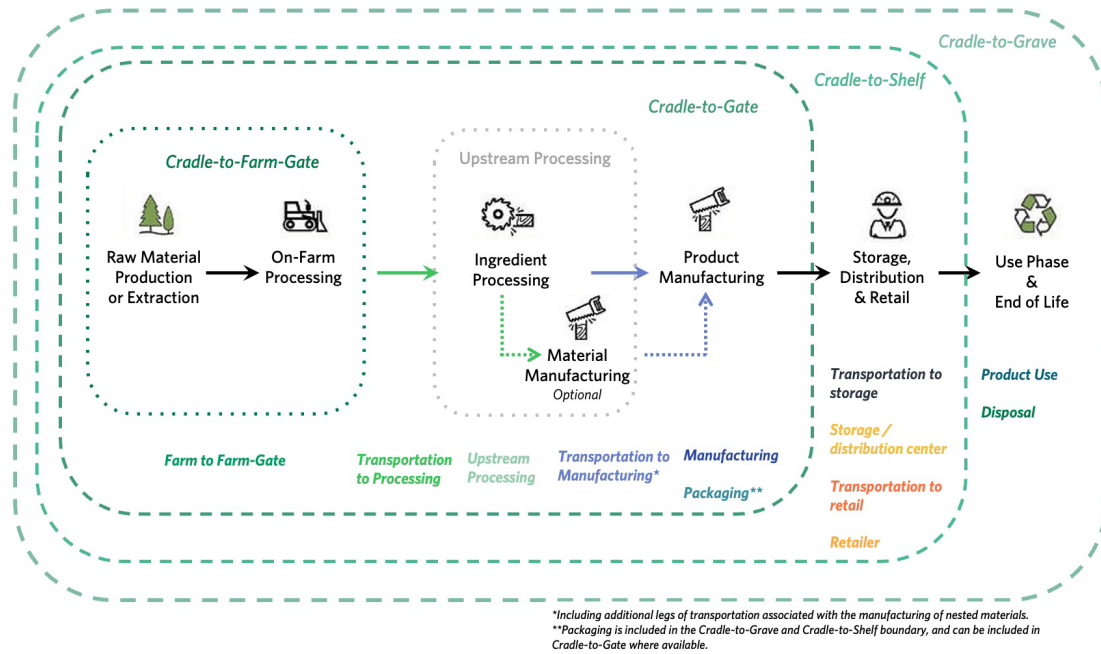 Cradle-to-Grave
Cradle-to-Shelf
Cradle-to-Gate
Cradle-to-Farm-Gate
Upstream Processing
Raw Material
Production
or Extraction
On-Farm
Processing
Ingredient
Processing
Product
Manufacturing
Storage,
Distribution
& Retail
Use Phase
&
End of Life
Material
Manufacturing
Optional
Farm to Farm-Gate
Transportation
to Processing
Upstream
Processing
Transportation to
Manufacturing*
Manufacturing
Packaging**
Transportation to
storage
Storage /
distribution center
Transportation to
retail
Retailer
Product Use
Disposal
*Including additional legs of transportation associated with the manufacturing of nested materials.
**Packaging is included in the Cradle-to-Grave and Cradle-to-Shelf boundary, and can be included in
Cradle-to-Gate where available.